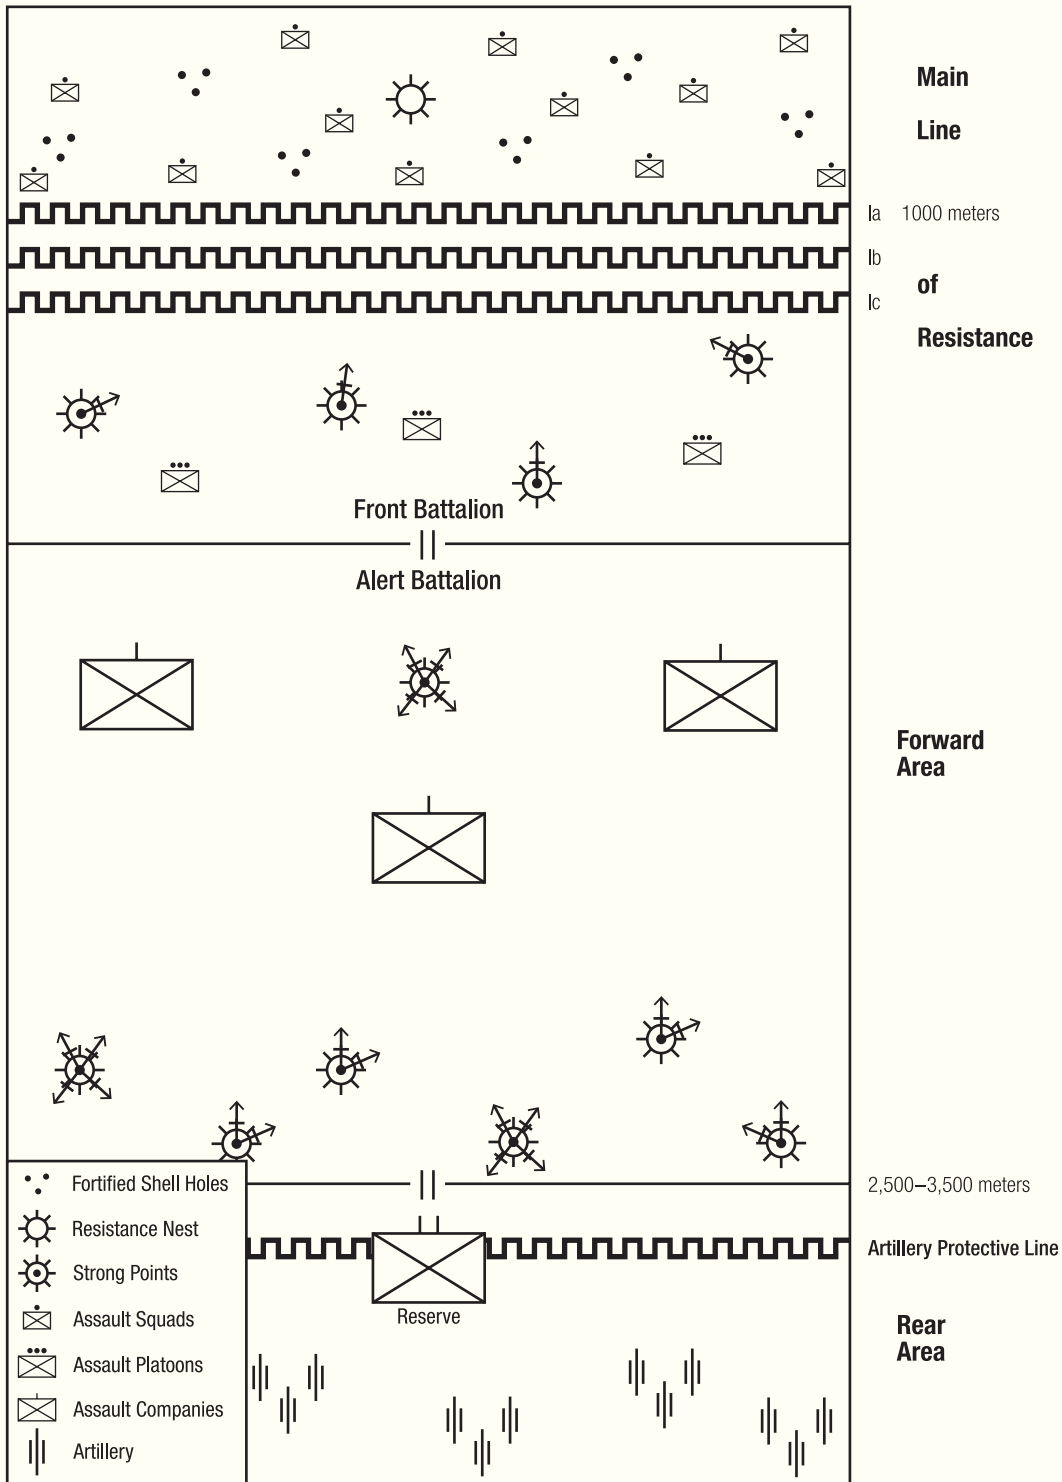 Main
Line
Ia 1000 meters
Ib
of
Ic
Resistance
Front Battalion
Alert Battalion
Forward
Area
2,500–3,500 meters
Artillery Protective Line
Reserve
Rear
Area
Fortified Shell Holes
Resistance Nest
Strong Points
Assault Squads
Assault Platoons
Assault Companies
Artillery